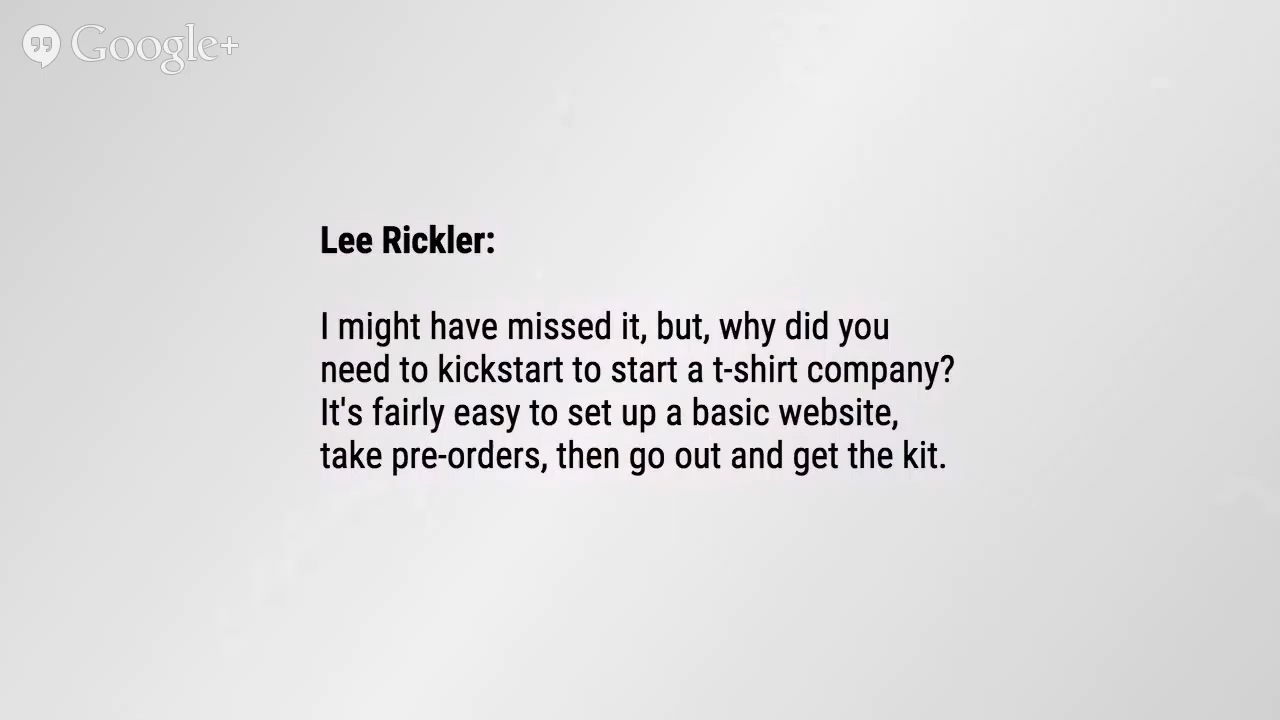 Google+
Lee Rickler:
I might have missed it, but, why did you
need to kickstart to start a t-shirt company?
It's fairly easy to set up a basic website,
take pre-orders, then go out and get the kit.